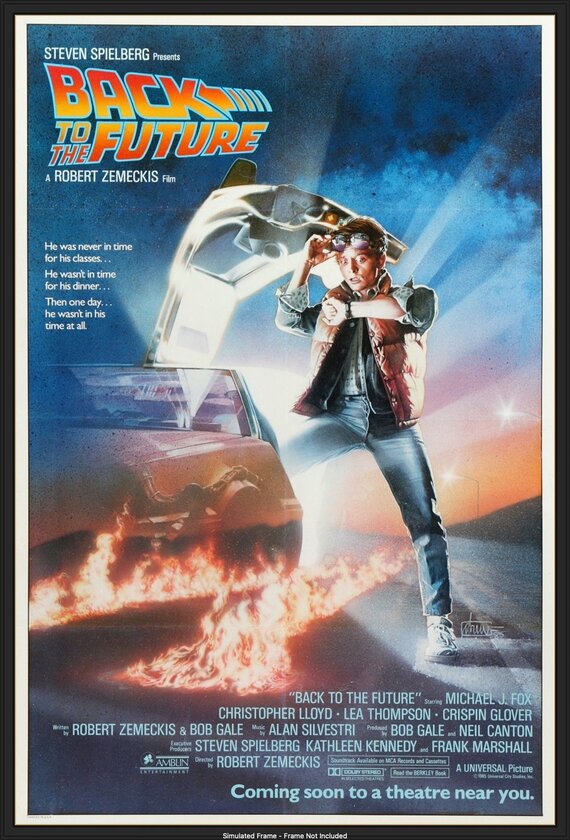 STEVEN SPIELBERG Presents
BACK
TO
THE FUTURE
A ROBERT ZEMECKIS Film
He was never in time
for his classes...
He wasn't in time
for his dinner...
Then one day...
he wasn't in his
time at all.
"BACK TO THE FUTURE" Starring MICHAEL J. FOX
CHRISTOPHER LLOYD · LEA THOMPSON · CRISPIN GLOVER
Written by ROBERT ZEMECKIS & BOB GALE Music by ALAN SILVESTRI Produced by BOB GALE and NEIL CANTON
Executive Producers STEVEN SPIELBERG KATHLEEN KENNEDY and FRANK MARSHALL
AMBLIN ENTERTAINMENT Directed by ROBERT ZEMECKIS
Soundtrack Available on MCA Records and Cassettes
DOLBY STEREO IN SELECTED THEATRES
Read the BERKLEY Book
A UNIVERSAL Picture
©1985 Universal City Studios, Inc.
Coming soon to a theatre near you.
Simulated Frame - Frame Not Included